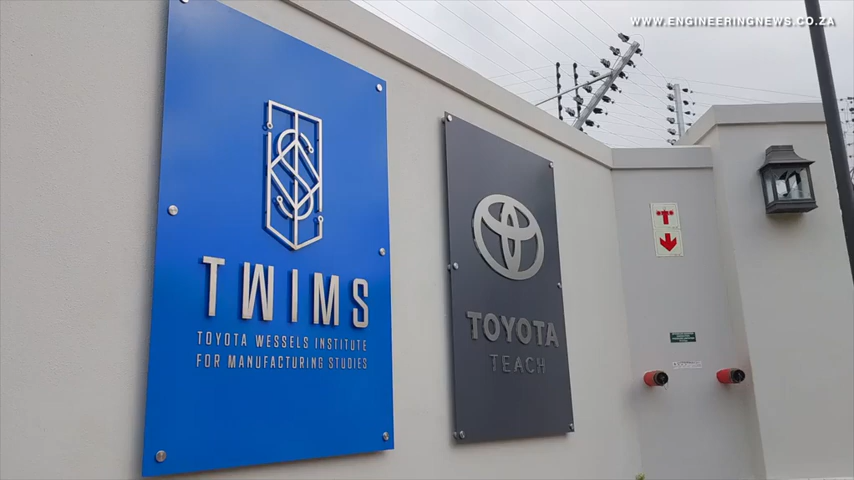 WWW.ENGINEERINGNEWS.CO.ZA
TWIMS
TOYOTA WESSELS INSTITUTE
FOR MANUFACTURING STUDIES
TOYOTA
TEACH